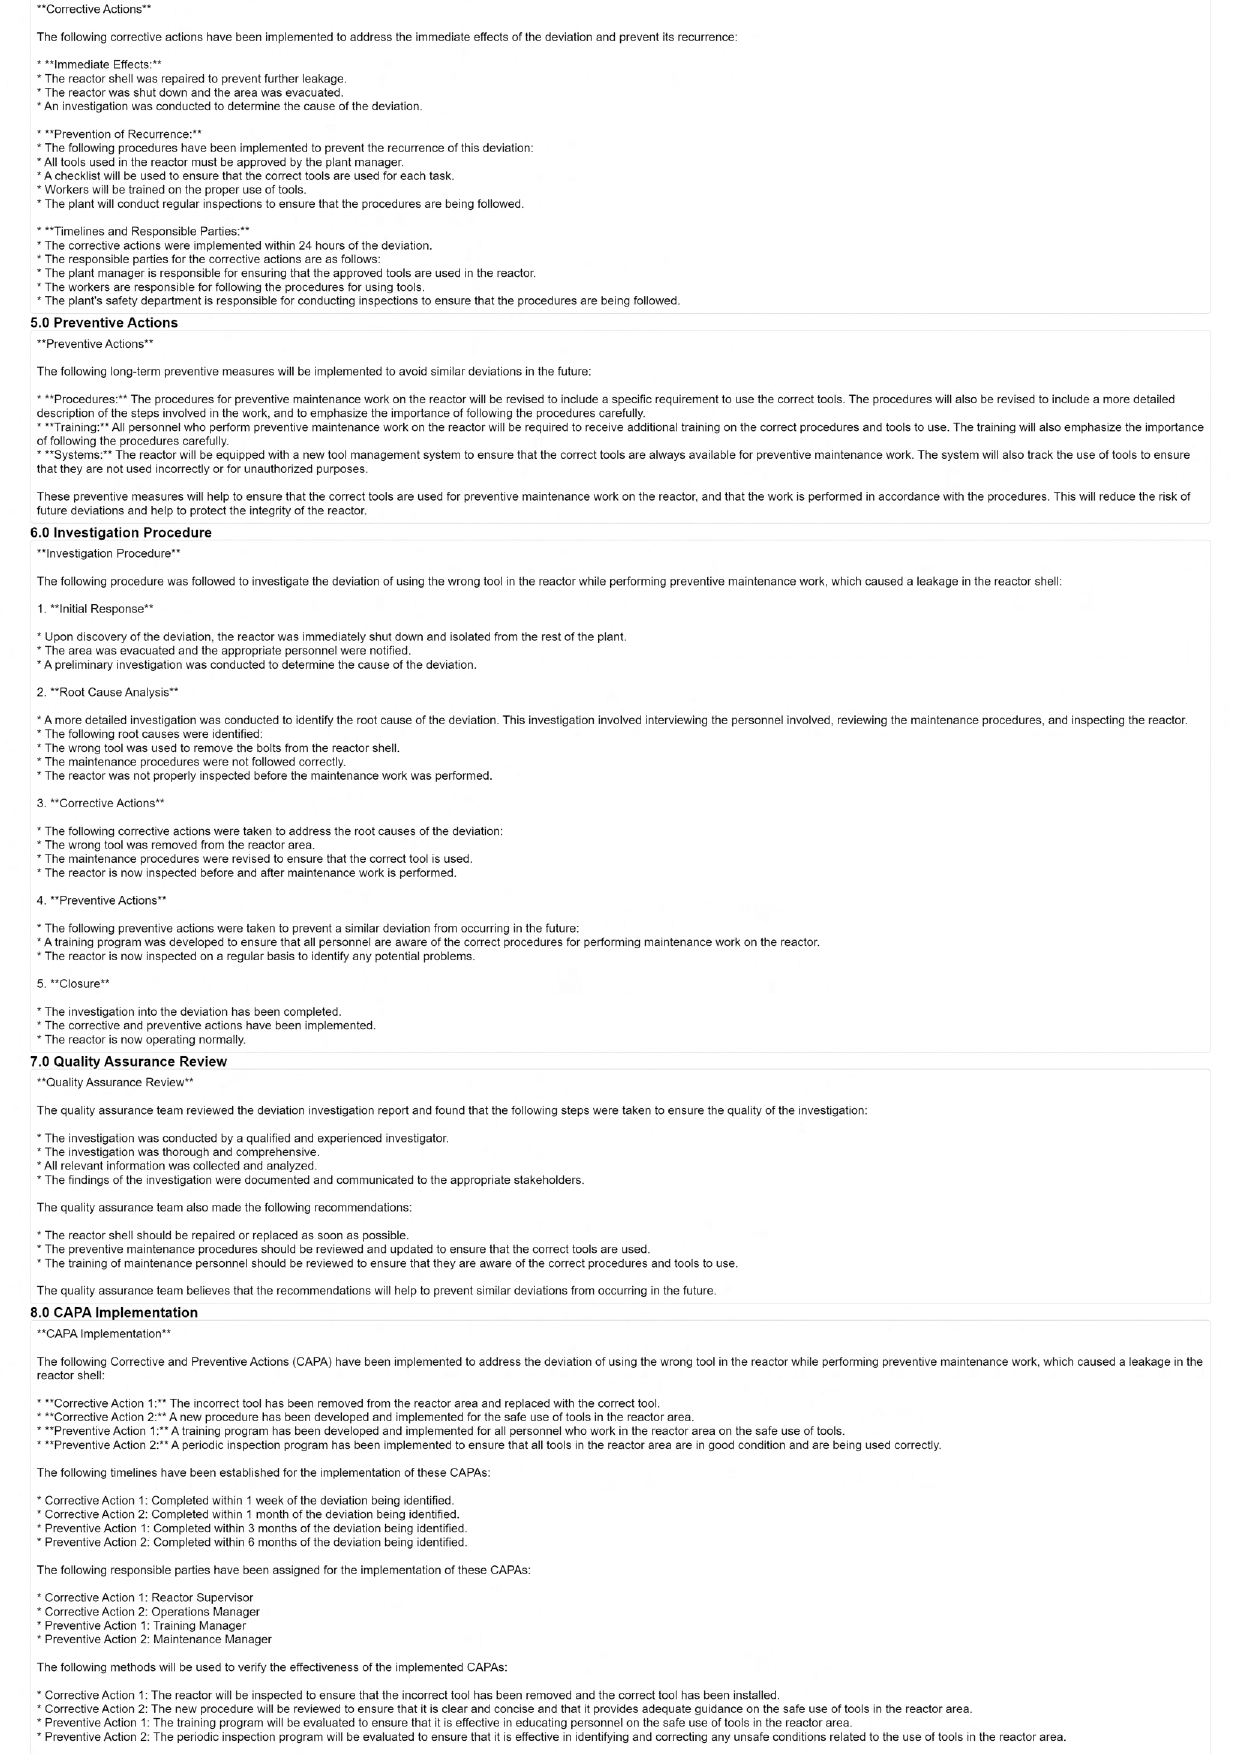 **Corrective Actions**
The following corrective actions have been implemented to address the immediate effects of the deviation and prevent its recurrence:
* **Immediate Effects:**
* The reactor shell was repaired to prevent further leakage.
* The reactor was shut down and the area was evacuated.
* An investigation was conducted to determine the cause of the deviation.
* **Prevention of Recurrence:**
* The following procedures have been implemented to prevent the recurrence of this deviation:
* All tools used in the reactor must be approved by the plant manager.
* A checklist will be used to ensure that the correct tools are used for each task.
* Workers will be trained on the proper use of tools.
* The plant will conduct regular inspections to ensure that the procedures are being followed.
* **Timelines and Responsible Parties:**
* The corrective actions were implemented within 24 hours of the deviation.
* The responsible parties for the corrective actions are as follows:
* The plant manager is responsible for ensuring that the approved tools are used in the reactor.
* The workers are responsible for following the procedures for using tools.
* The plant's safety department is responsible for conducting inspections to ensure that the procedures are being followed.
5.0 Preventive Actions
**Preventive Actions**
The following long-term preventive measures will be implemented to avoid similar deviations in the future:
* **Procedures:** The procedures for preventive maintenance work on the reactor will be revised to include a specific requirement to use the correct tools. The procedures will also be revised to include a more detailed
description of the steps involved in the work, and to emphasize the importance of following the procedures carefully.
* **Training:** All personnel who perform preventive maintenance work on the reactor will be required to receive additional training on the correct procedures and tools to use. The training will also emphasize the importance
of following the procedures carefully.
* **Systems:** The reactor will be equipped with a new tool management system to ensure that the correct tools are always available for preventive maintenance work. The system will also track the use of tools to ensure
that they are not used incorrectly or for unauthorized purposes.
These preventive measures will help to ensure that the correct tools are used for preventive maintenance work on the reactor, and that the work is performed in accordance with the procedures. This will reduce the risk of
future deviations and help to protect the integrity of the reactor.
6.0 Investigation Procedure
**Investigation Procedure**
The following procedure was followed to investigate the deviation of using the wrong tool in the reactor while performing preventive maintenance work, which caused a leakage in the reactor shell:
1. **Initial Response**
* Upon discovery of the deviation, the reactor was immediately shut down and isolated from the rest of the plant.
* The area was evacuated and the appropriate personnel were notified.
* A preliminary investigation was conducted to determine the cause of the deviation.
2. **Root Cause Analysis**
* A more detailed investigation was conducted to identify the root cause of the deviation. This investigation involved interviewing the personnel involved, reviewing the maintenance procedures, and inspecting the reactor.
* The following root causes were identified:
* The wrong tool was used to remove the bolts from the reactor shell.
* The maintenance procedures were not followed correctly.
* The reactor was not properly inspected before the maintenance work was performed.
3. **Corrective Actions**
* The following corrective actions were taken to address the root causes of the deviation:
* The wrong tool was removed from the reactor area.
* The maintenance procedures were revised to ensure that the correct tool is used.
* The reactor is now inspected before and after maintenance work is performed.
4. **Preventive Actions**
* The following preventive actions were taken to prevent a similar deviation from occurring in the future:
* A training program was developed to ensure that all personnel are aware of the correct procedures for performing maintenance work on the reactor.
* The reactor is now inspected on a regular basis to identify any potential problems.
5. **Closure**
* The investigation into the deviation has been completed.
* The corrective and preventive actions have been implemented.
* The reactor is now operating normally.
7.0 Quality Assurance Review
**Quality Assurance Review**
The quality assurance team reviewed the deviation investigation report and found that the following steps were taken to ensure the quality of the investigation:
* The investigation was conducted by a qualified and experienced investigator.
* The investigation was thorough and comprehensive.
* All relevant information was collected and analyzed.
* The findings of the investigation were documented and communicated to the appropriate stakeholders.
The quality assurance team also made the following recommendations:
* The reactor shell should be repaired or replaced as soon as possible.
* The preventive maintenance procedures should be reviewed and updated to ensure that the correct tools are used.
* The training of maintenance personnel should be reviewed to ensure that they are aware of the correct procedures and tools to use.
The quality assurance team believes that the recommendations will help to prevent similar deviations from occurring in the future.
8.0 CAPA Implementation
**CAPA Implementation**
The following Corrective and Preventive Actions (CAPA) have been implemented to address the deviation of using the wrong tool in the reactor while performing preventive maintenance work, which caused a leakage in the
reactor shell:
* **Corrective Action 1:** The incorrect tool has been removed from the reactor area and replaced with the correct tool.
* **Corrective Action 2:** A new procedure has been developed and implemented for the safe use of tools in the reactor area.
* **Preventive Action 1:** A training program has been developed and implemented for all personnel who work in the reactor area on the safe use of tools.
* **Preventive Action 2:** A periodic inspection program has been implemented to ensure that all tools in the reactor area are in good condition and are being used correctly.
The following timelines have been established for the implementation of these CAPAs:
* Corrective Action 1: Completed within 1 week of the deviation being identified.
* Corrective Action 2: Completed within 1 month of the deviation being identified.
* Preventive Action 1: Completed within 3 months of the deviation being identified.
* Preventive Action 2: Completed within 6 months of the deviation being identified.
The following responsible parties have been assigned for the implementation of these CAPAs:
* Corrective Action 1: Reactor Supervisor
* Corrective Action 2: Operations Manager
* Preventive Action 1: Training Manager
* Preventive Action 2: Maintenance Manager
The following methods will be used to verify the effectiveness of the implemented CAPAs:
* Corrective Action 1: The reactor will be inspected to ensure that the incorrect tool has been removed and the correct tool has been installed.
* Corrective Action 2: The new procedure will be reviewed to ensure that it is clear and concise and that it provides adequate guidance on the safe use of tools in the reactor area.
* Preventive Action 1: The training program will be evaluated to ensure that it is effective in educating personnel on the safe use of tools in the reactor area.
* Preventive Action 2: The periodic inspection program will be evaluated to ensure that it is effective in identifying and correcting any unsafe conditions related to the use of tools in the reactor area.